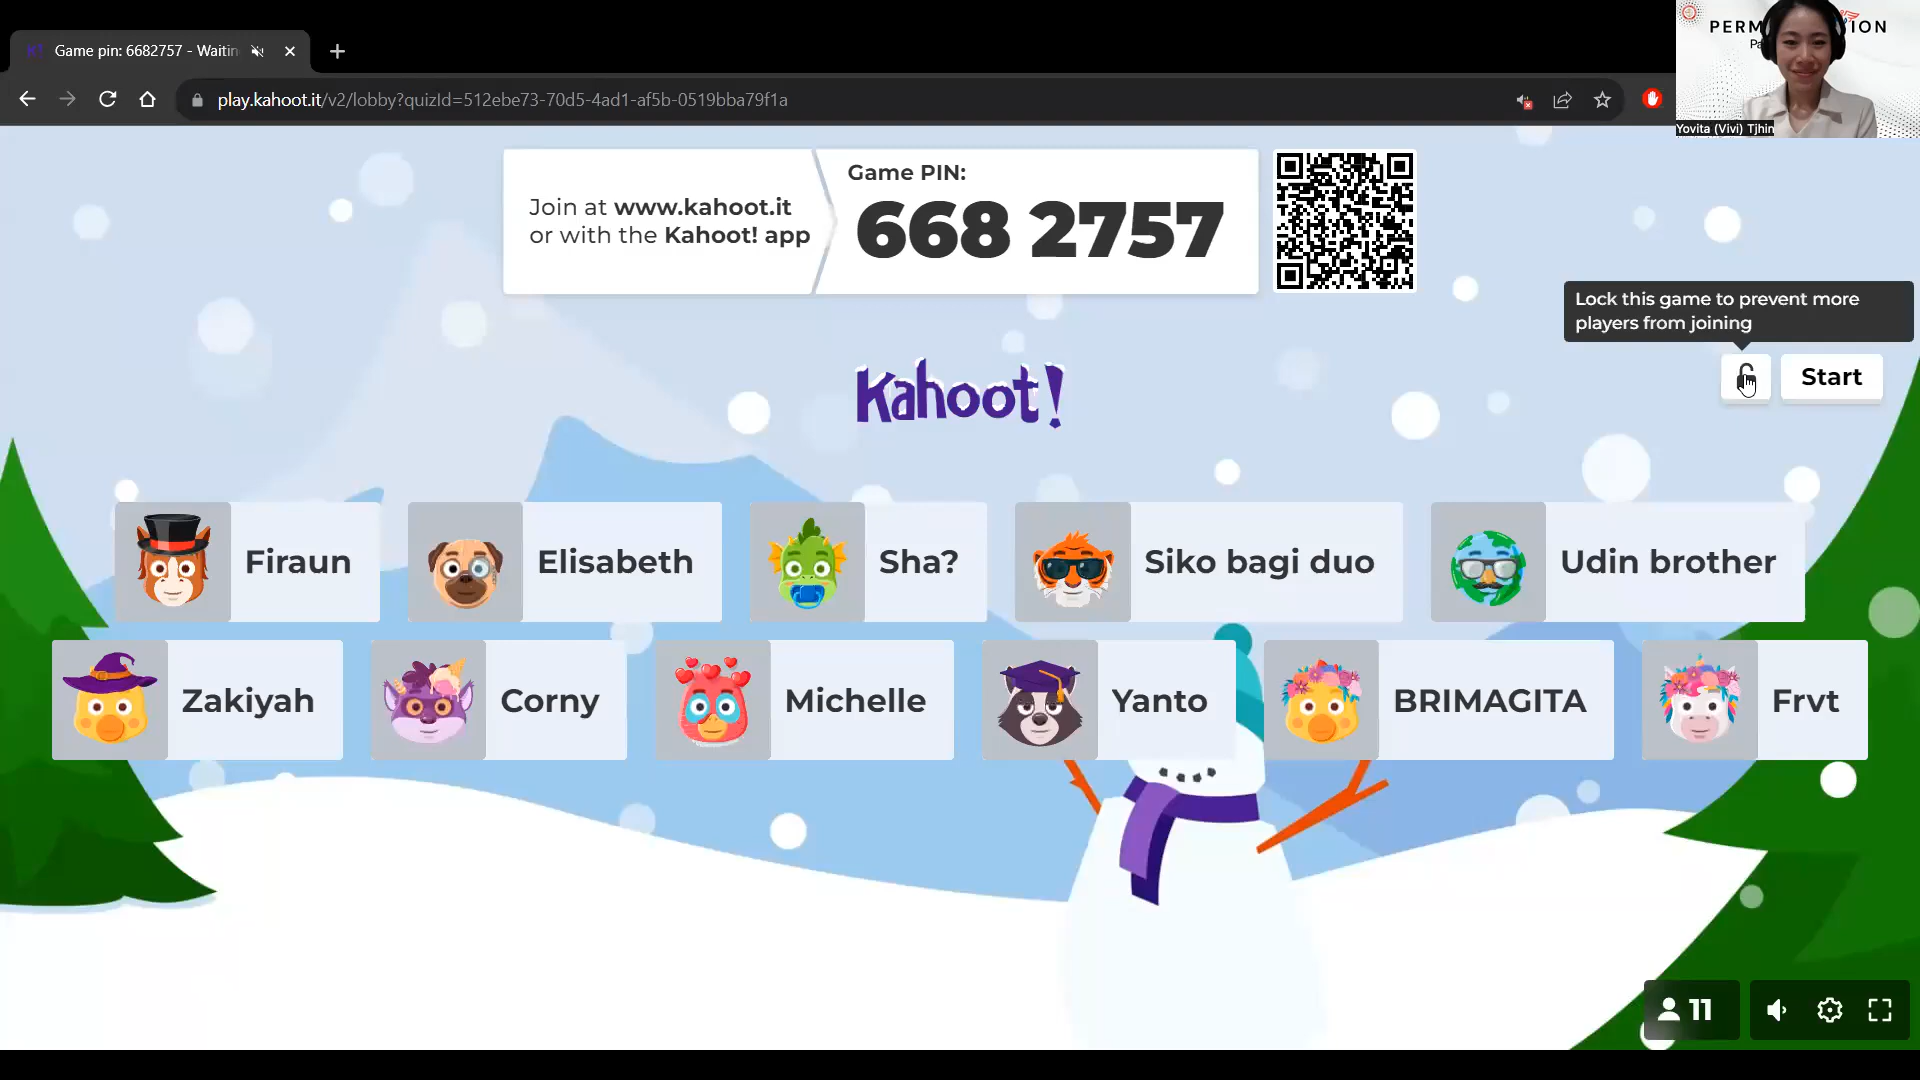 Game pin: 6682757 - Waitin
play.kahoot.it/v2/lobby?quizId=512ebe73-70d5-4ad1-af5b-0519bba79f1a
Yovita (Vivi) Tjhin
Join at www.kahoot.it
or with the Kahoot! app
Game PIN:
668 2757
Lock this game to prevent more
players from joining
Start
Kahoot!
Firaun
Elisabeth
Sha?
Siko bagi duo
Udin brother
Zakiyah
Corny
Michelle
Yanto
BRIMAGITA
Frvt
11